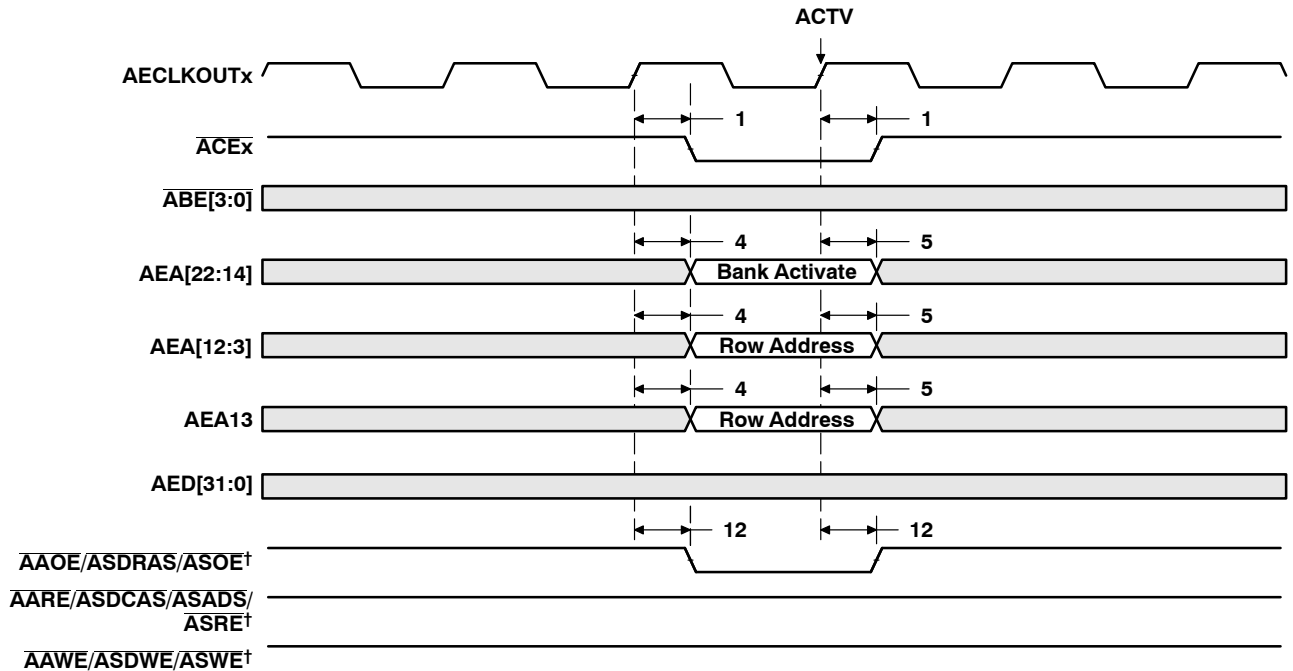 ACTV
AECLKOUTx
1 1
ACEx
ABE[3:0]
4 5
AEA[22:14] Bank Activate
4 5
AEA[12:3] Row Address
4 5
AEA13 Row Address
AED[31:0]
12 12
AAOE/ASDRAS/ASOE†
AARE/ASDCAS/ASADS/
ASRE†
AAWE/ASDWE/ASWE†